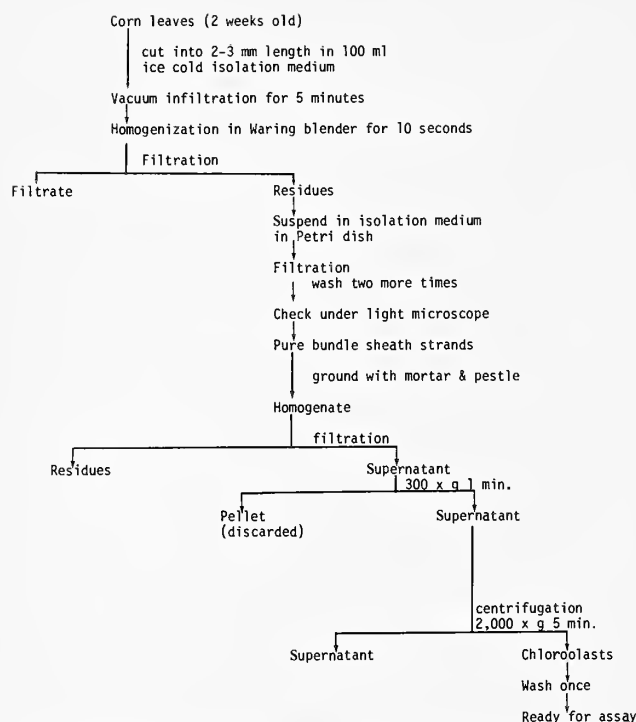 Corn leaves (2 weeks old)
cut into 2-3 mm length in 100 ml
ice cold isolation medium
Vacuum infiltration for 5 minutes
Homogenization in Waring blender for 10 seconds
Filtration
Filtrate
Residues
Suspend in isolation medium
in Petri dish
Filtration
wash two more times
Check under light microscope
Pure bundle sheath strands
ground with mortar & pestle
Homogenate
filtration
Residues
Supernatant
300 x g 1 min.
Pellet
(discarded)
Supernatant
centrifugation
2,000 x g 5 min.
Supernatant
Chloroolasts
Wash once
Ready for assay